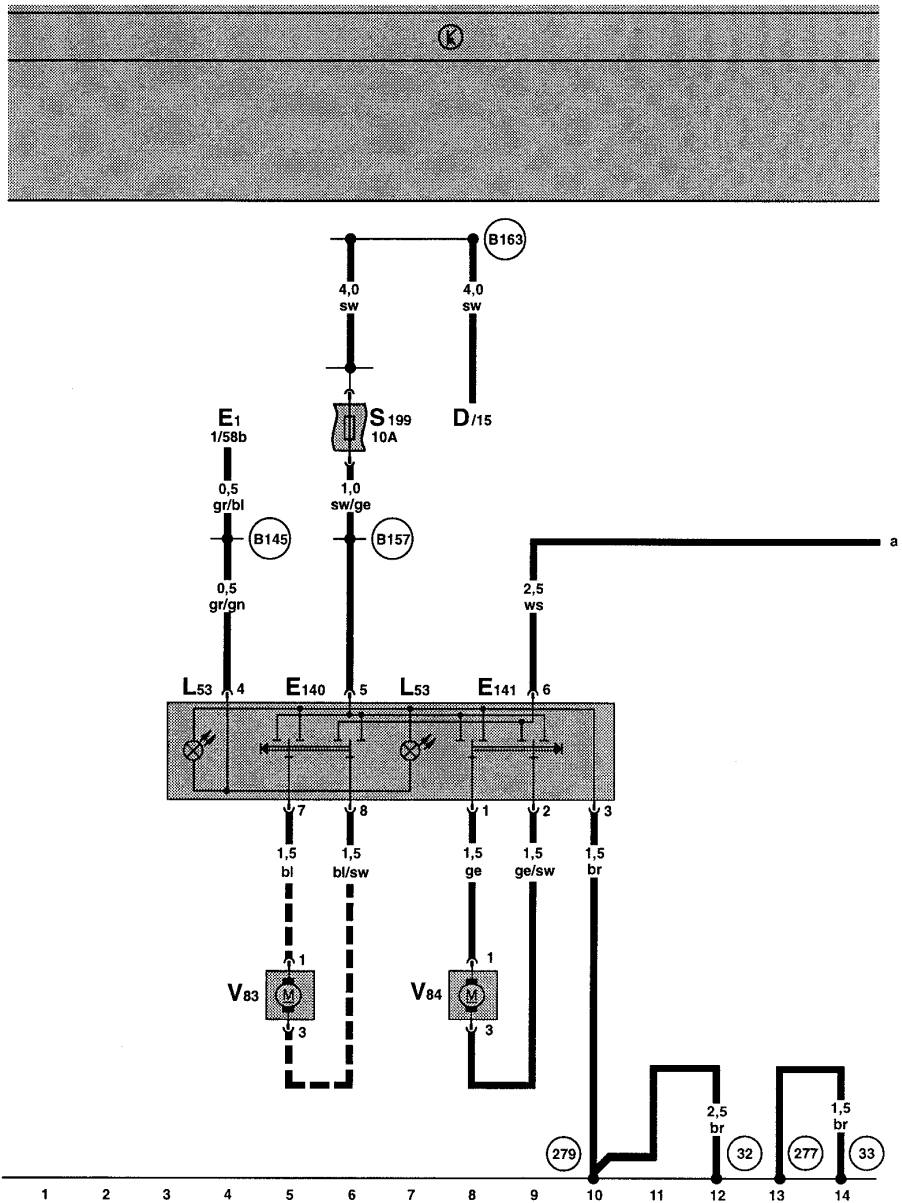 K
B163
4,0
sw
4,0
sw
E1
1/58b
S199
10A
D/15
0,5
gr/bl
1,0
sw/ge
B145
B157
a
0,5
gr/gn
2,5
ws
L53 4 E140 5 L53 E141 6
7 8 1 2 3
1,5
bl
1,5
bl/sw
1,5
ge
1,5
ge/sw
1,5
br
1
1
V83 M
V84 M
3
3
2,5
br
1,5
br
279
32
277
33
1 2 3 4 5 6 7 8 9 10 11 12 13 14